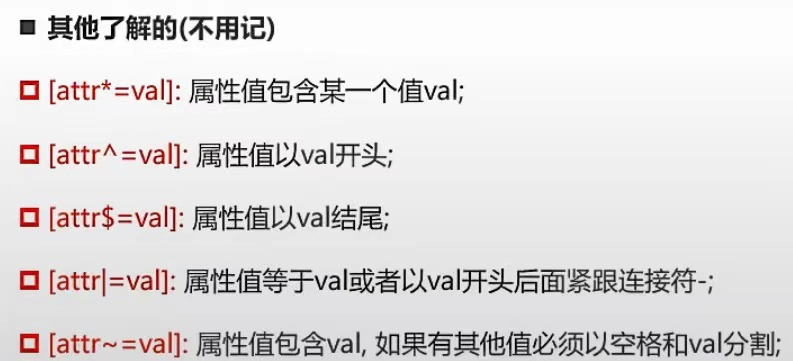 其他了解的(不用记)
[attr*=val]: 属性值包含某一个值val;
[attr^=val]: 属性值以val开头;
[attr$=val]: 属性值以val结尾;
[attr|=val]: 属性值等于val或者以val开头后面紧跟连接符-;
[attr~=val]: 属性值包含val, 如果有其他值必须以空格和val分割;